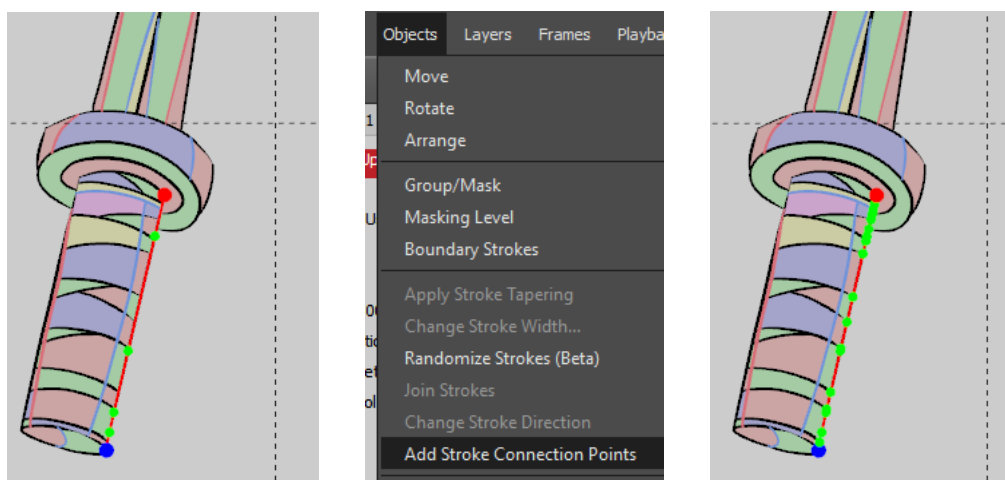 Objects Layers Frames Playba
Move
Rotate
Arrange
Group/Mask
Masking Level
Boundary Strokes
Apply Stroke Tapering
Change Stroke Width...
Randomize Strokes (Beta)
Join Strokes
Change Stroke Direction
Add Stroke Connection Points